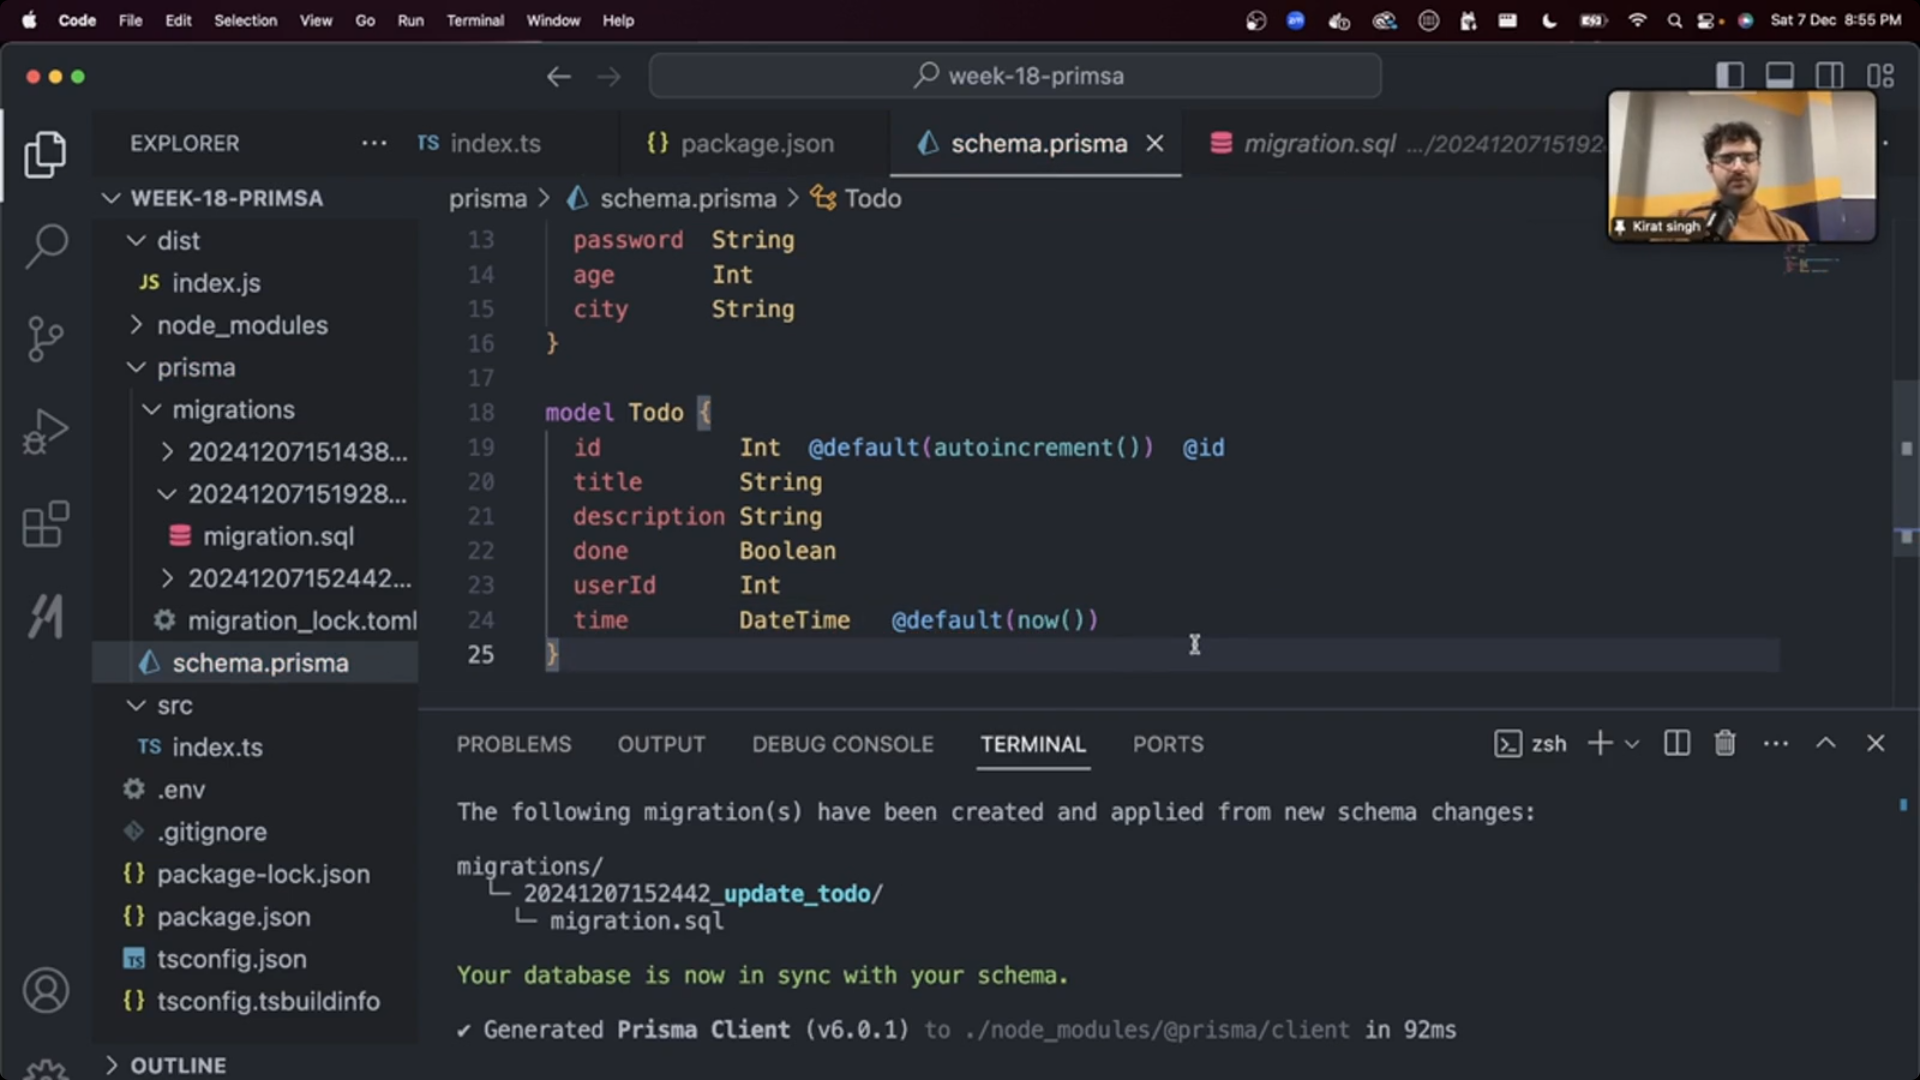 Code File Edit Selection View Go Run Terminal Window Help
Sat 7 Dec 8:55 PM
week-18-primsa
EXPLORER
TS index.ts
{} package.json
schema.prisma
migration.sql .../2024120715192
Kirat singh
prisma > schema.prisma > Todo
WEEK-18-PRIMSA
dist
JS index.js
node_modules
prisma
migrations
20241207151438...
20241207151928...
migration.sql
20241207152442...
migration_lock.toml
schema.prisma
src
TS index.ts
.env
.gitignore
{} package-lock.json
{} package.json
TS tsconfig.json
{} tsconfig.tsbuildinfo
OUTLINE
13 password String
14 age Int
15 city String
16 }
17
18 model Todo {
19 id Int @default(autoincrement()) @id
20 title String
21 description String
22 done Boolean
23 userId Int
24 time DateTime @default(now())
25 }
PROBLEMS OUTPUT DEBUG CONSOLE TERMINAL PORTS
zsh
The following migration(s) have been created and applied from new schema changes:
migrations/
└─ 20241207152442_update_todo/
└─ migration.sql
Your database is now in sync with your schema.
✔ Generated Prisma Client (v6.0.1) to ./node_modules/@prisma/client in 92ms